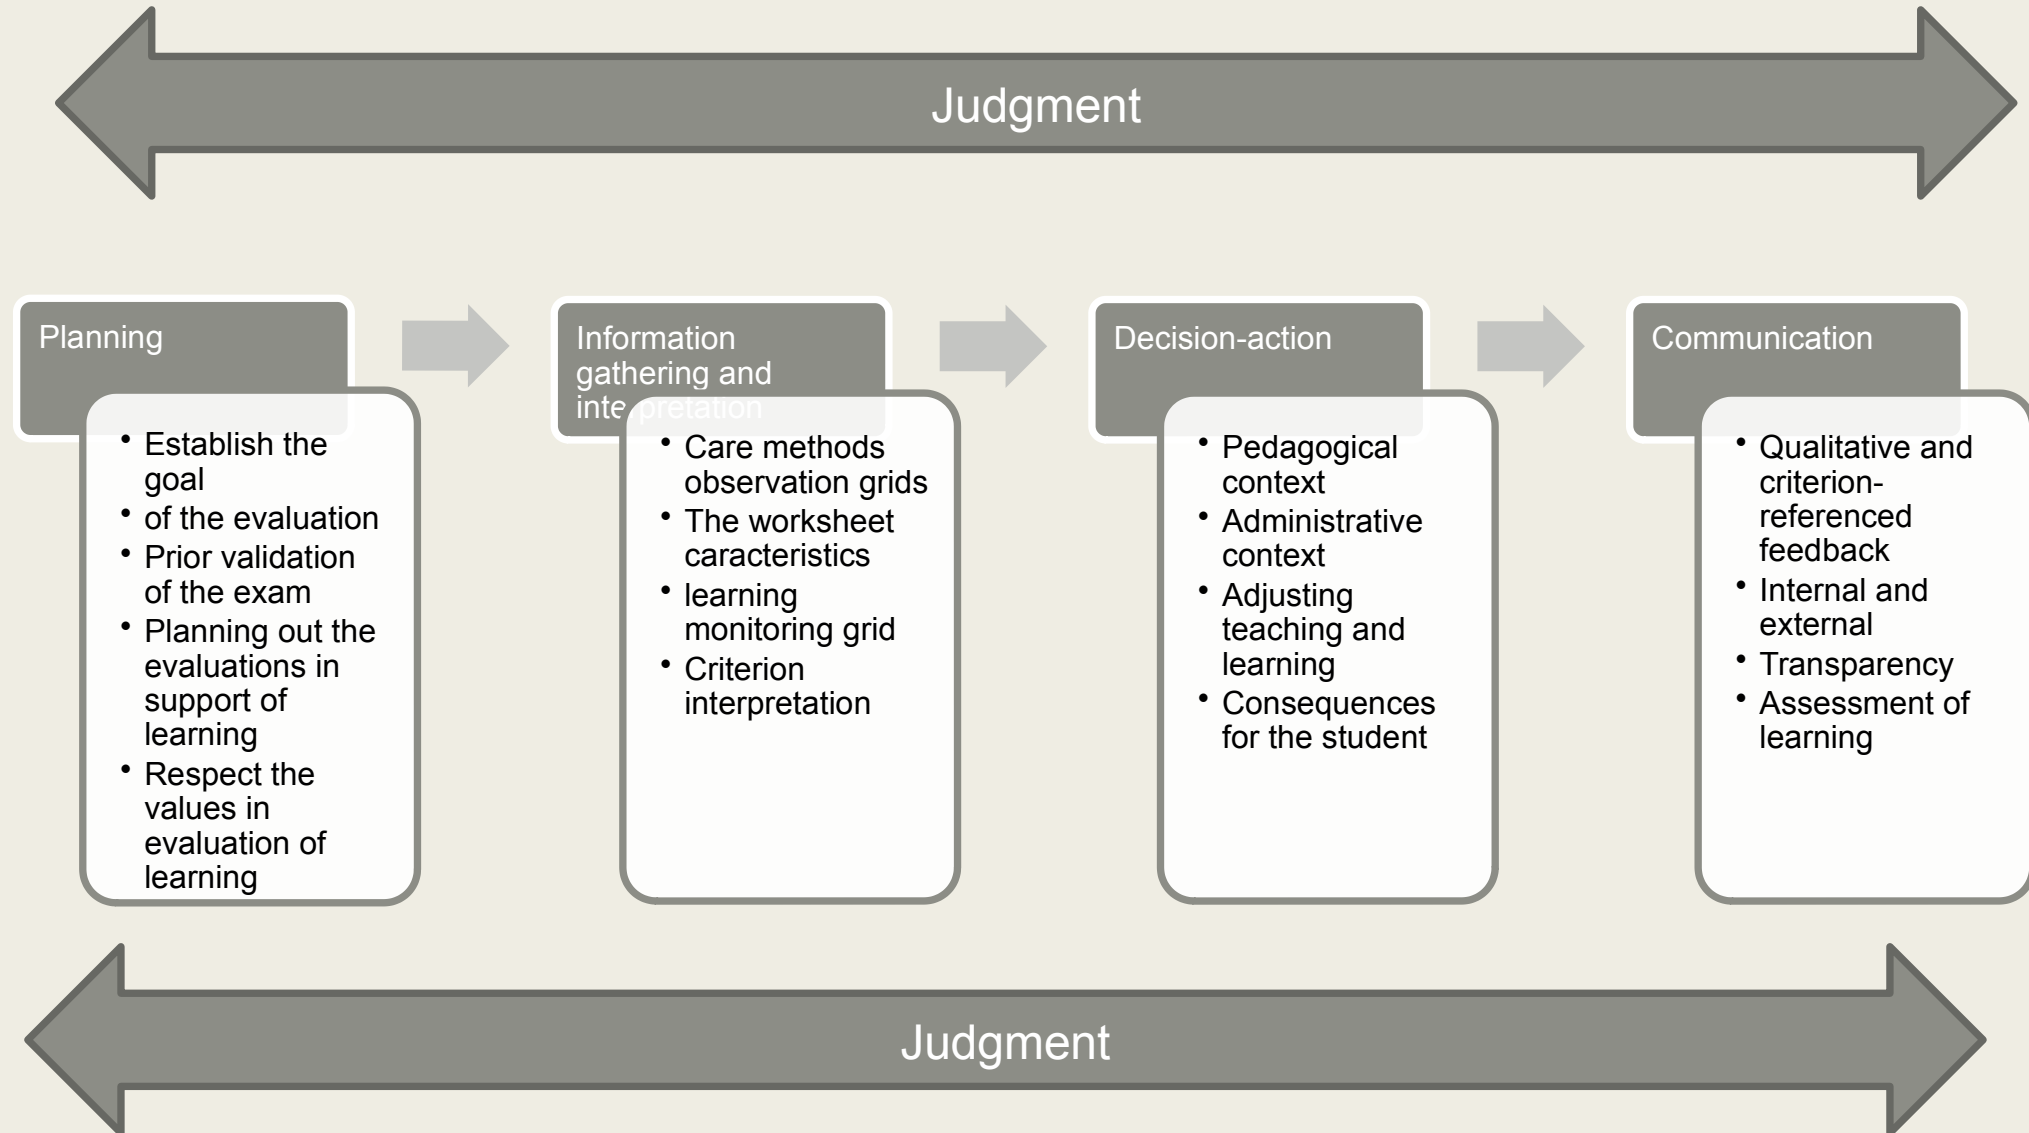 Judgment
Planning
• Establish the
goal
• of the evaluation
• Prior validation
of the exam
• Planning out the
evaluations in
support of
learning
• Respect the
values in
evaluation of
learning
Information
gathering and
interpretation
• Care methods
observation grids
• The worksheet
caracteristics
• learning
monitoring grid
• Criterion
interpretation
Decision-action
• Pedagogical
context
• Administrative
context
• Adjusting
teaching and
learning
• Consequences
for the student
Communication
• Qualitative and
criterion-
referenced
feedback
• Internal and
external
• Transparency
• Assessment of
learning
Judgment